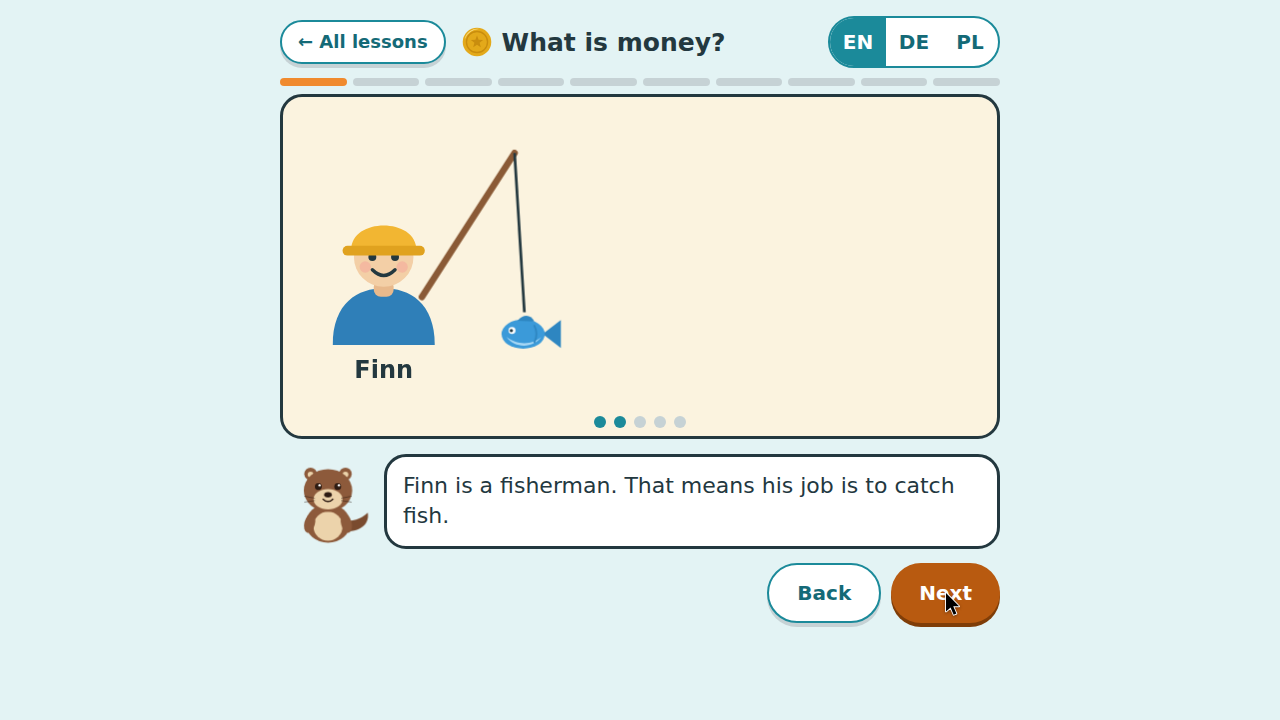 ← All lessons
What is money?
EN DE PL
Finn
Finn is a fisherman. That means his job is to catch
fish.
Back
Next